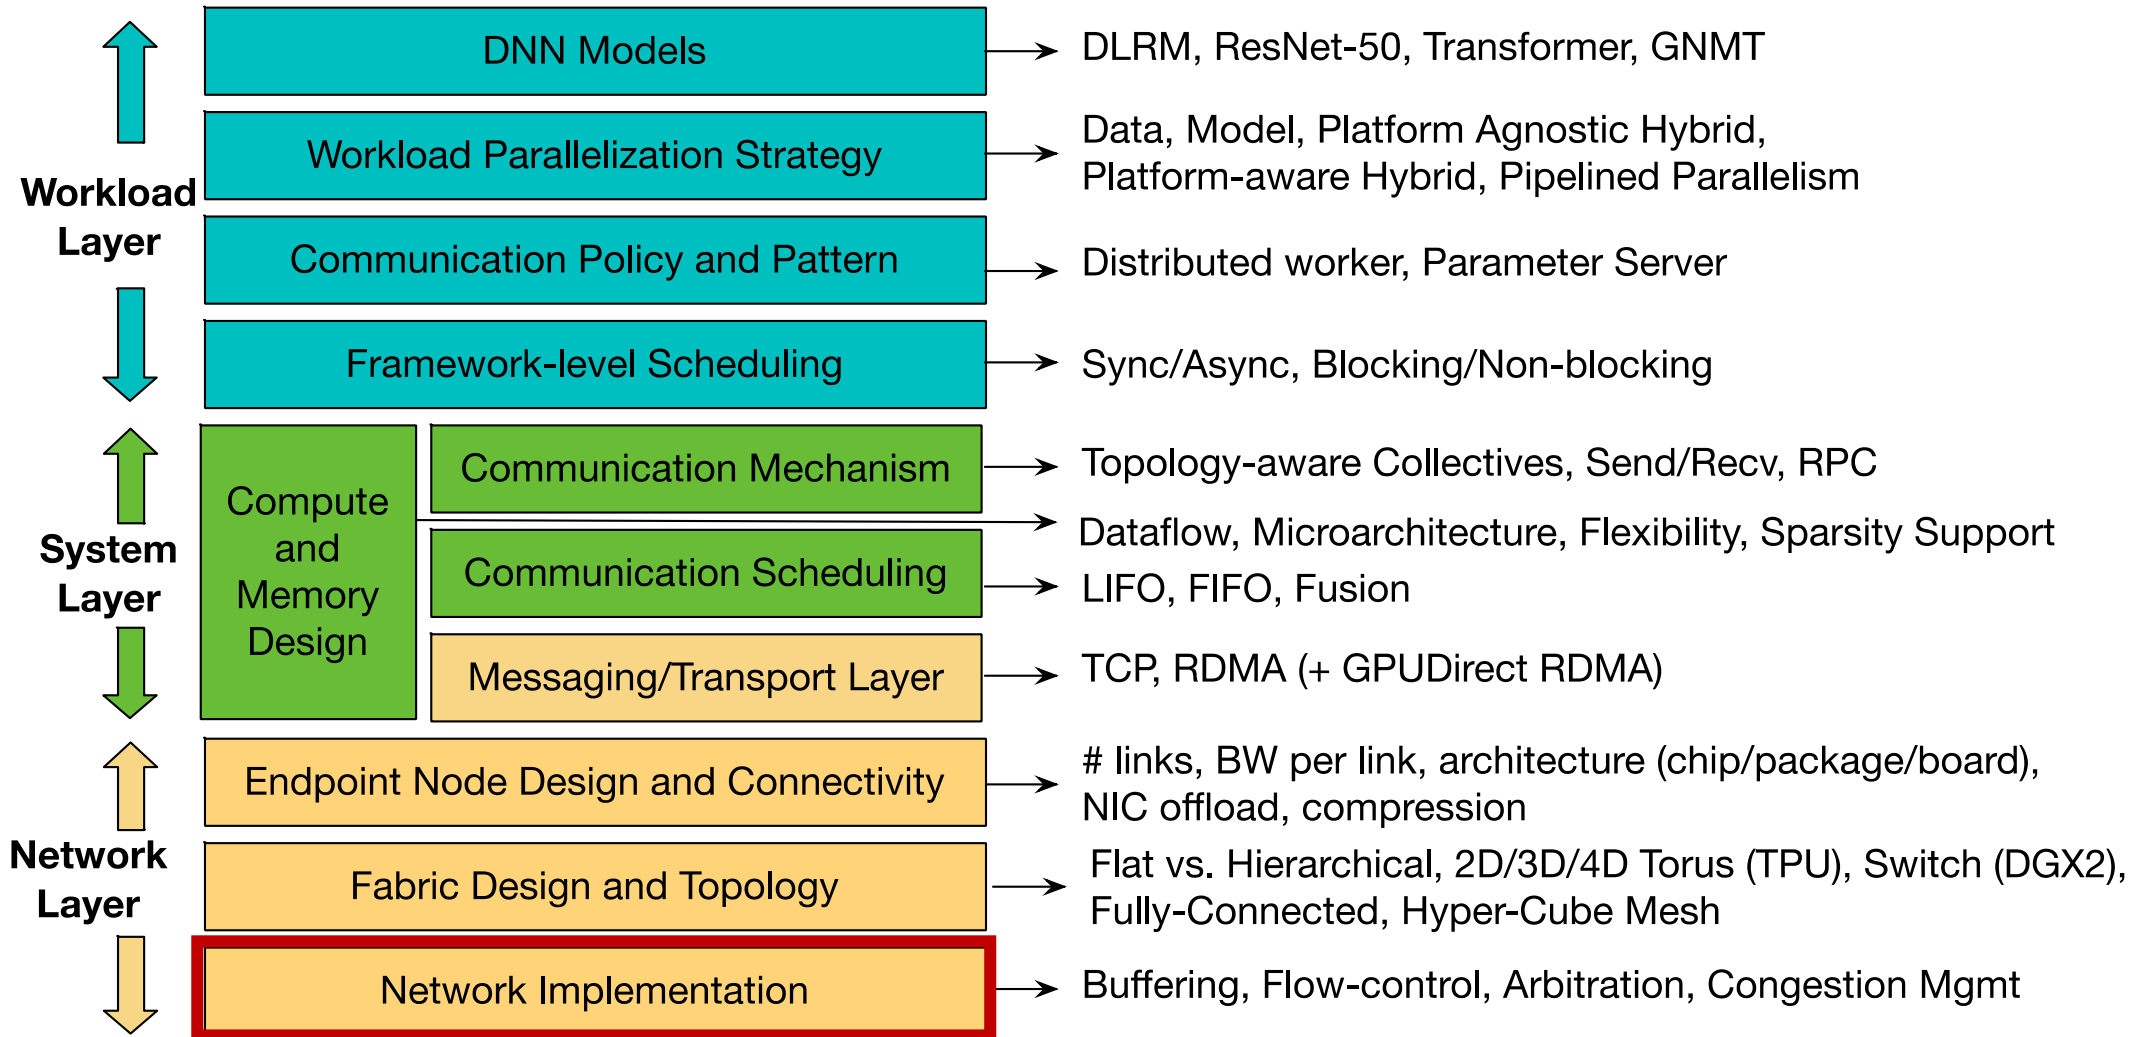 DNN Models
DLRM, ResNet-50, Transformer, GNMT
Workload Parallelization Strategy
Data, Model, Platform Agnostic Hybrid,
Platform-aware Hybrid, Pipelined Parallelism
Workload
Layer
Communication Policy and Pattern
Distributed worker, Parameter Server
Framework-level Scheduling
Sync/Async, Blocking/Non-blocking
System
Layer
Compute
and
Memory
Design
Communication Mechanism
Topology-aware Collectives, Send/Recv, RPC
Dataflow, Microarchitecture, Flexibility, Sparsity Support
Communication Scheduling
LIFO, FIFO, Fusion
Messaging/Transport Layer
TCP, RDMA (+ GPUDirect RDMA)
Network
Layer
Endpoint Node Design and Connectivity
# links, BW per link, architecture (chip/package/board),
NIC offload, compression
Fabric Design and Topology
Flat vs. Hierarchical, 2D/3D/4D Torus (TPU), Switch (DGX2),
Fully-Connected, Hyper-Cube Mesh
Network Implementation
Buffering, Flow-control, Arbitration, Congestion Mgmt